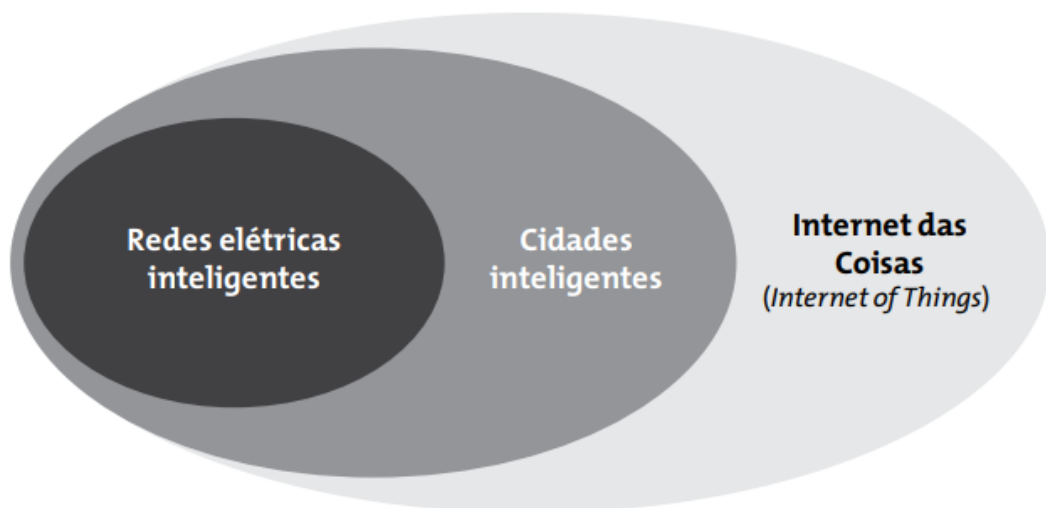 Redes elétricas
inteligentes
Cidades
inteligentes
Internet das
Coisas
(Internet of Things)